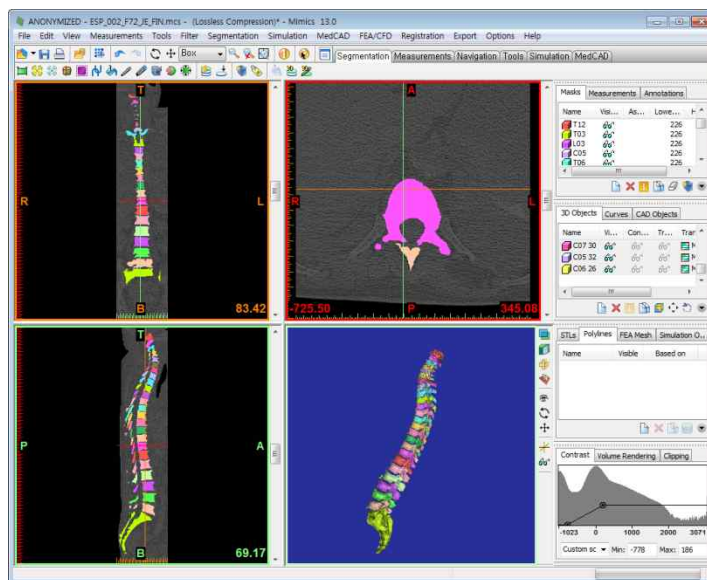 ANONYMIZED - ESP_002_F72_JE_FIN.mcs - (Lossless Compression)* - Mimics 13.0
File Edit View Measurements Tools Filter Segmentation Simulation MedCAD FEA/CFD Registration Export Options Help
Box
Segmentation Measurements Navigation Tools Simulation MedCAD
T
R
L
B
83.42
A
R
L
P
-725.50
345.08
T
P
A
B
69.17
Masks Measurements Annotations
Name Visi... As... Lowe... H
T12 226
T03 226
L03 226
C05 226
T06 226
3D Objects Curves CAD Objects
Name Vi... Con... Tr... Trar
C07 30
C05 32
C06 26
STLs Polylines FEA Mesh Simulation O..
Name Visible Based on
Contrast Volume Rendering Clipping
-1023 0 1000 2000 3071
Custom sc Min: -778 Max: 186